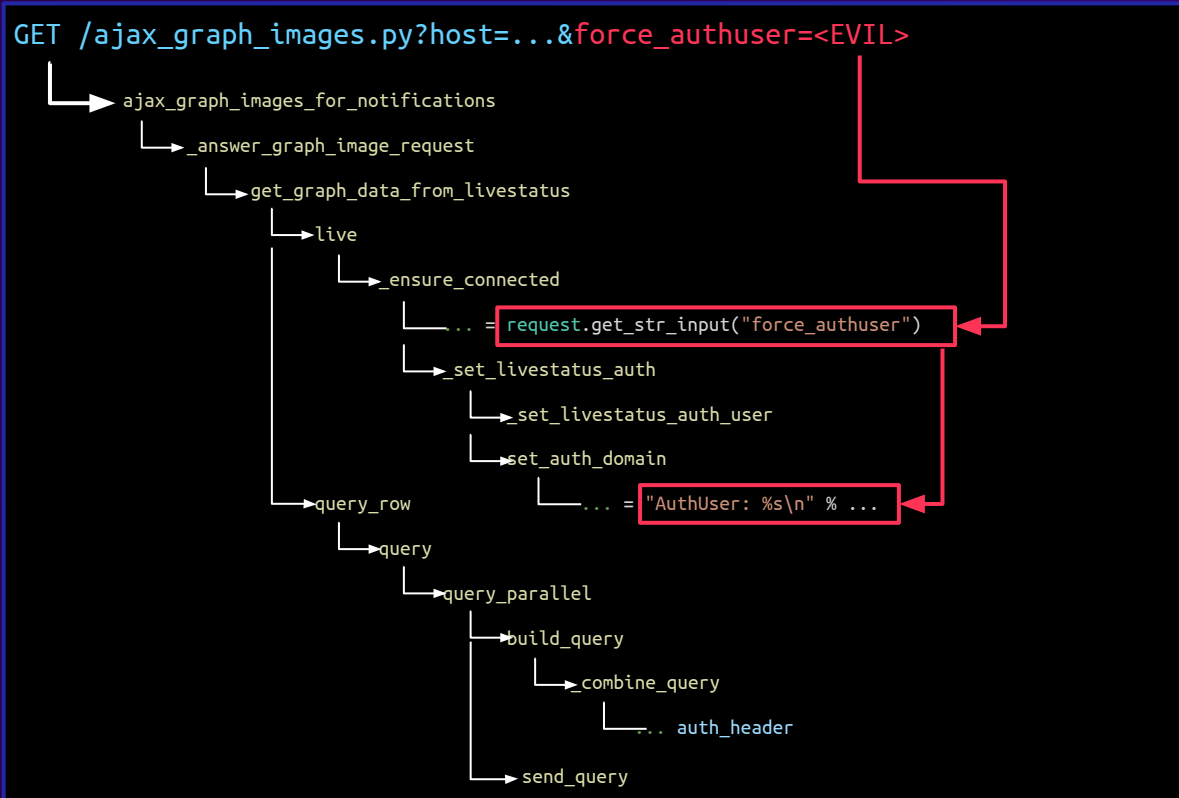 GET /ajax_graph_images.py?host=...&force_authuser=<EVIL>
ajax_graph_images_for_notifications
_answer_graph_image_request
get_graph_data_from_livestatus
live
_ensure_connected
... = request.get_str_input("force_authuser")
_set_livestatus_auth
_set_livestatus_auth_user
set_auth_domain
... = "AuthUser: %s\n" % ...
query_row
query
query_parallel
build_query
_combine_query
... auth_header
send_query